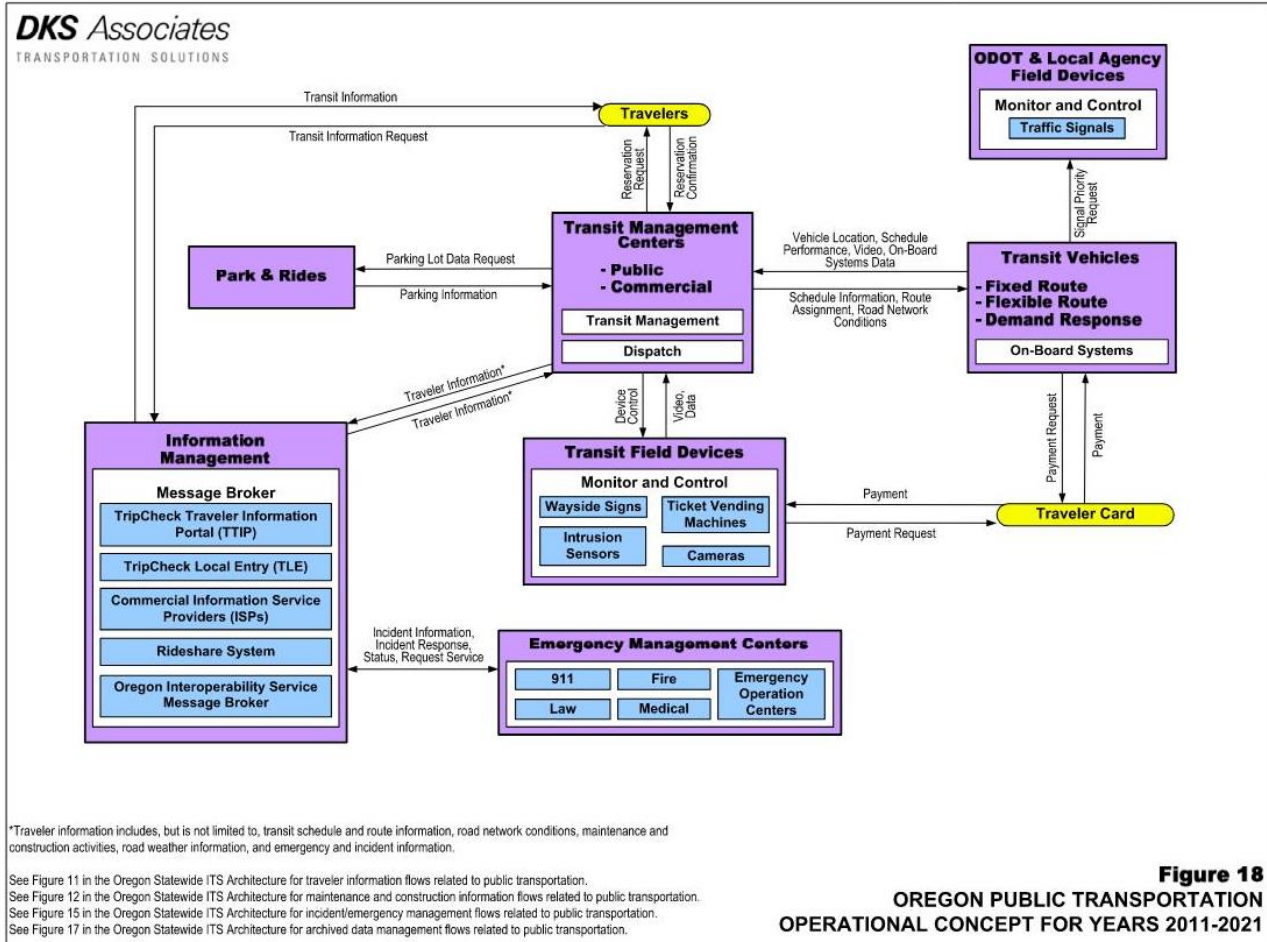 DKS Associates
TRANSPORTATION SOLUTIONS
Transit Information
Transit Information Request
Travelers
Reservation
Request
Reservation
Confirmation
ODOT & Local Agency
Field Devices
Monitor and Control
Traffic Signals
Signal Priority
Request
Park & Rides
Parking Lot Data Request
Parking Information
Transit Management
Centers
- Public
- Commercial
Transit Management
Dispatch
Vehicle Location, Schedule
Performance, Video, On-Board
Systems Data
Schedule Information, Route
Assignment, Road Network
Conditions
Transit Vehicles
- Fixed Route
- Flexible Route
- Demand Response
On-Board Systems
Traveler Information*
Traveler Information*
Device
Control
Video,
Data
Payment Request
Payment
Information
Management
Message Broker
TripCheck Traveler Information
Portal (TTIP)
TripCheck Local Entry (TLE)
Commercial Information Service
Providers (ISPs)
Rideshare System
Oregon Interoperability Service
Message Broker
Transit Field Devices
Monitor and Control
Wayside Signs
Ticket Vending
Machines
Intrusion
Sensors
Cameras
Payment
Payment Request
Traveler Card
Incident Information,
Incident Response,
Status, Request Service
Emergency Management Centers
911
Fire
Emergency
Operation
Centers
Law
Medical
*Traveler information includes, but is not limited to, transit schedule and route information, road network conditions, maintenance and
construction activities, road weather information, and emergency and incident information.
See Figure 11 in the Oregon Statewide ITS Architecture for traveler information flows related to public transportation.
See Figure 12 in the Oregon Statewide ITS Architecture for maintenance and construction information flows related to public transportation.
See Figure 15 in the Oregon Statewide ITS Architecture for incident/emergency management flows related to public transportation.
See Figure 17 in the Oregon Statewide ITS Architecture for archived data management flows related to public transportation.
Figure 18
OREGON PUBLIC TRANSPORTATION
OPERATIONAL CONCEPT FOR YEARS 2011-2021